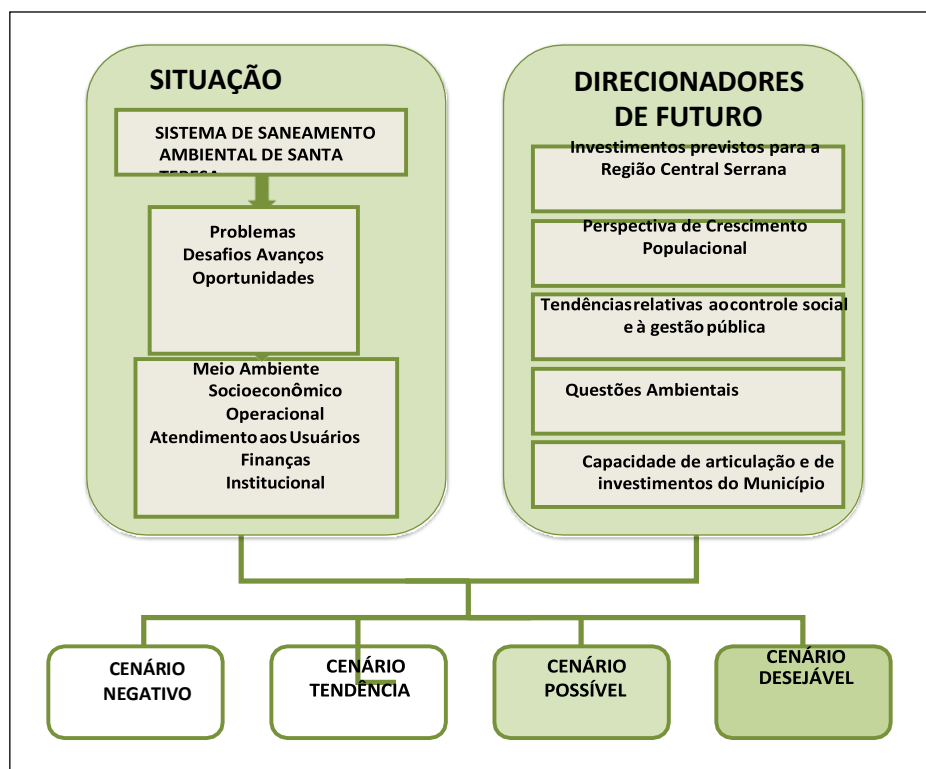 SITUAÇÃO
SISTEMA DE SANEAMENTO
AMBIENTAL DE SANTA
TERESA
Problemas
Desafios Avanços
Oportunidades
Meio Ambiente
Socioeconômico
Operacional
Atendimento aos Usuários
Finanças
Institucional
DIRECIONADORES
DE FUTURO
Investimentos previstos para a
Região Central Serrana
Perspectiva de Crescimento
Populacional
Tendências relativas ao controle social
e à gestão pública
Questões Ambientais
Capacidade de articulação e de
investimentos do Município
CENÁRIO
NEGATIVO
CENÁRIO
TENDÊNCIA
CENÁRIO
POSSÍVEL
CENÁRIO
DESEJÁVEL